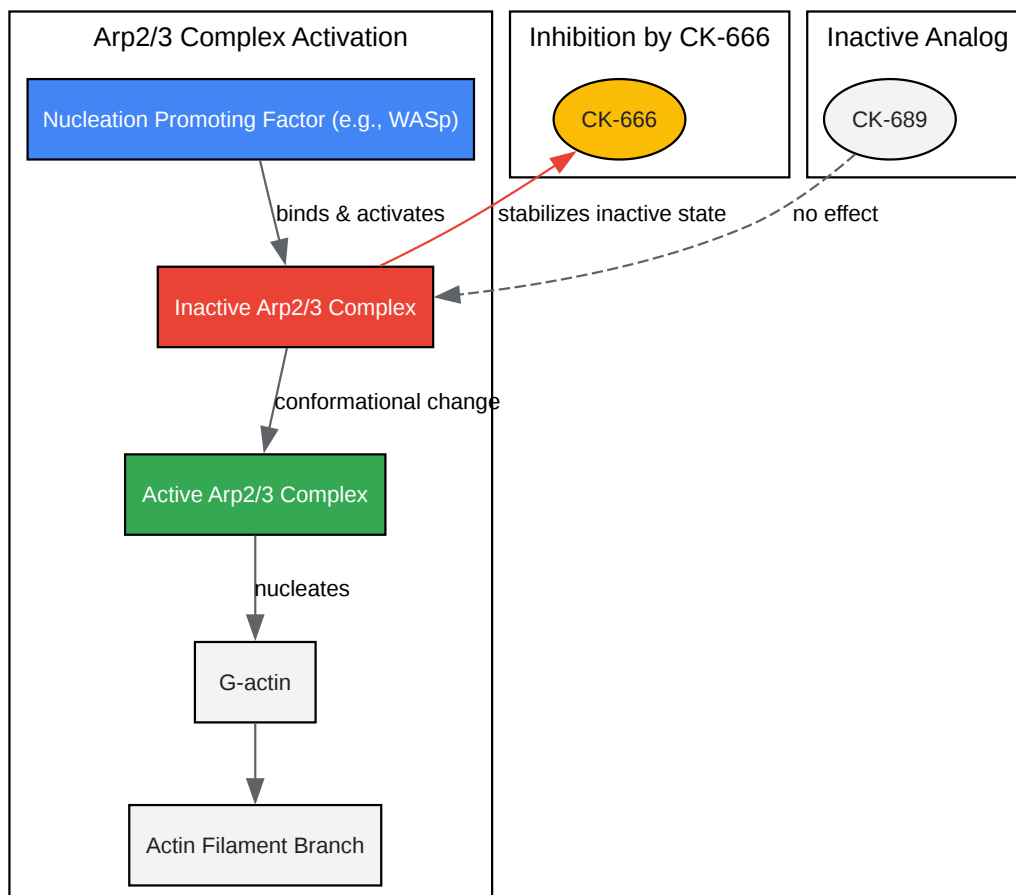 Arp2/3 Complex Activation
Inhibition by CK-666
Inactive Analog
Nucleation Promoting Factor (e.g., WASp)
CK-666
CK-689
binds & activates
stabilizes inactive state
no effect
Inactive Arp2/3 Complex
conformational change
Active Arp2/3 Complex
nucleates
G-actin
Actin Filament Branch